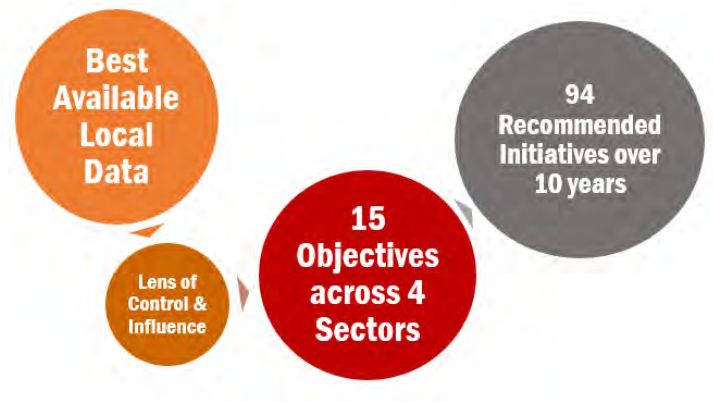 Best
Available
Local
Data
Lens of
Control &
Influence
15
Objectives
across 4
Sectors
94
Recommended
Initiatives over
10 years